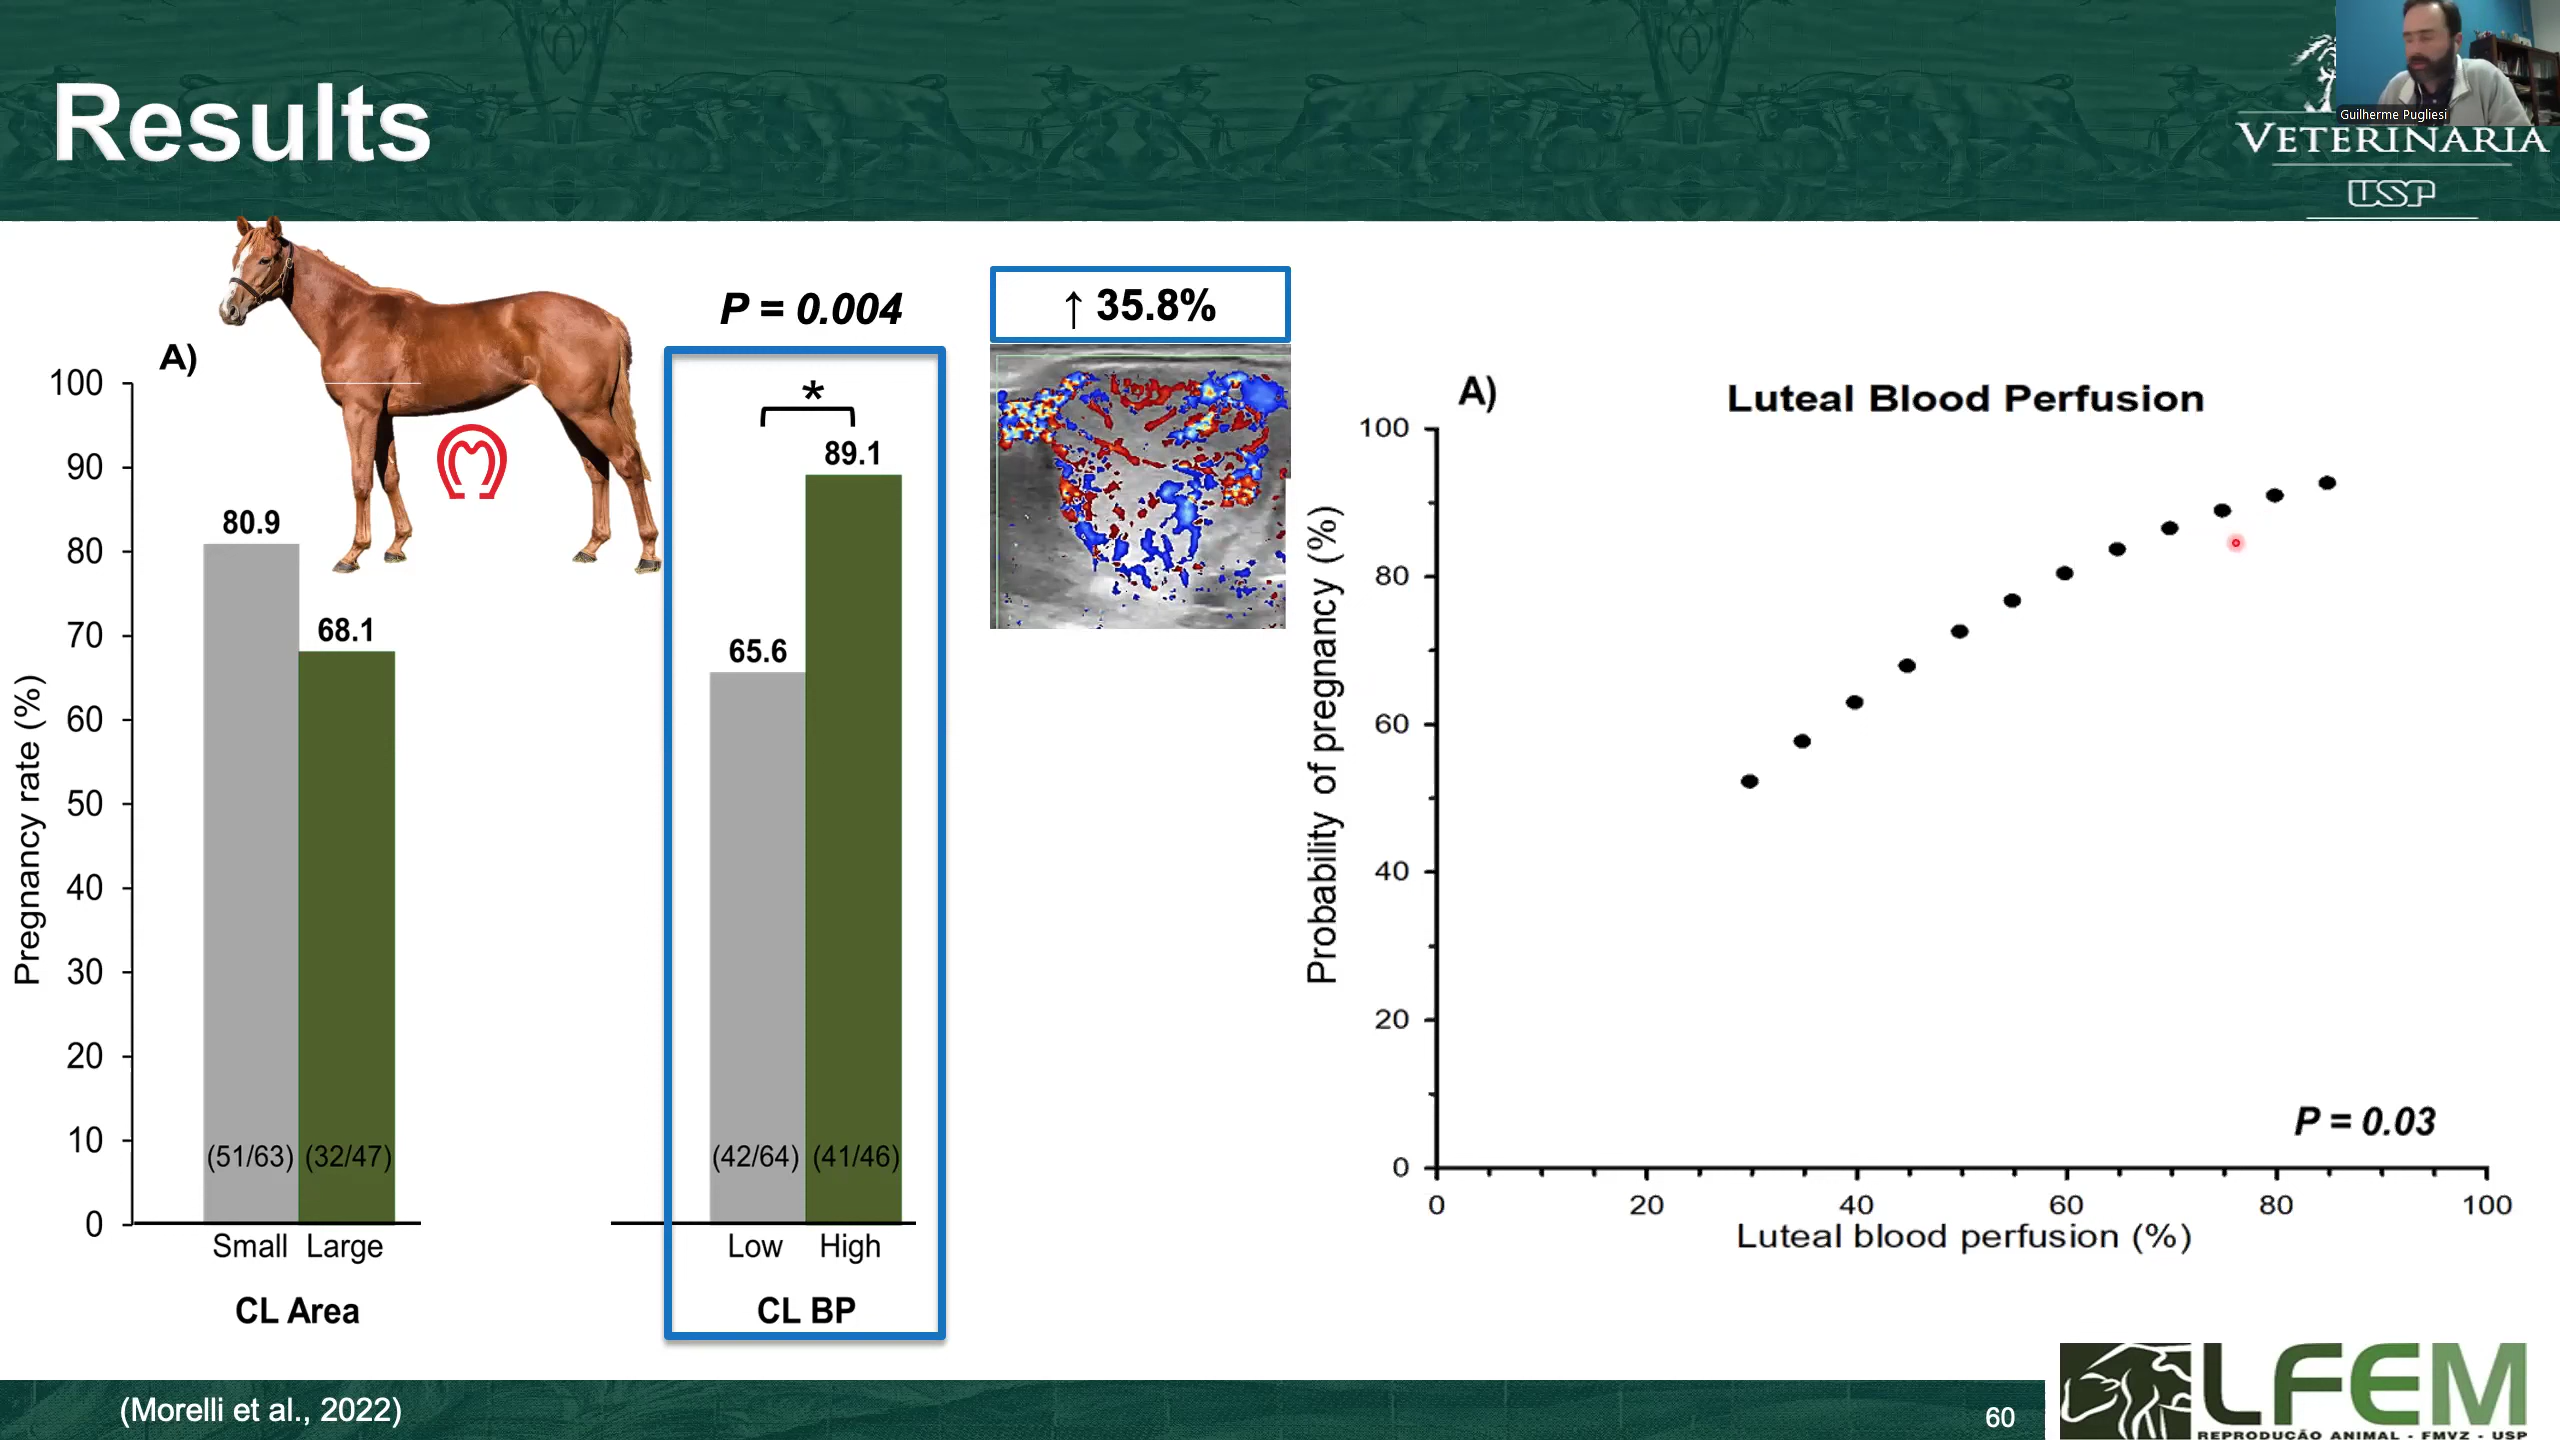 Results
Guilherme Pugliesi
VETERINARIA
USP
P = 0.004
↑ 35.8%
A)
100
90
80
70
60
50
40
30
20
10
0
Pregnancy rate (%)
80.9
68.1
(51/63) (32/47)
Small Large
CL Area
*
65.6
89.1
(42/64) (41/46)
Low High
CL BP
A)
Luteal Blood Perfusion
100
80
60
40
20
0
Probability of pregnancy (%)
P = 0.03
0 20 40 60 80 100
Luteal blood perfusion (%)
(Morelli et al., 2022)
60
LFEM
REPRODUÇÃO ANIMAL - FMVZ - USP